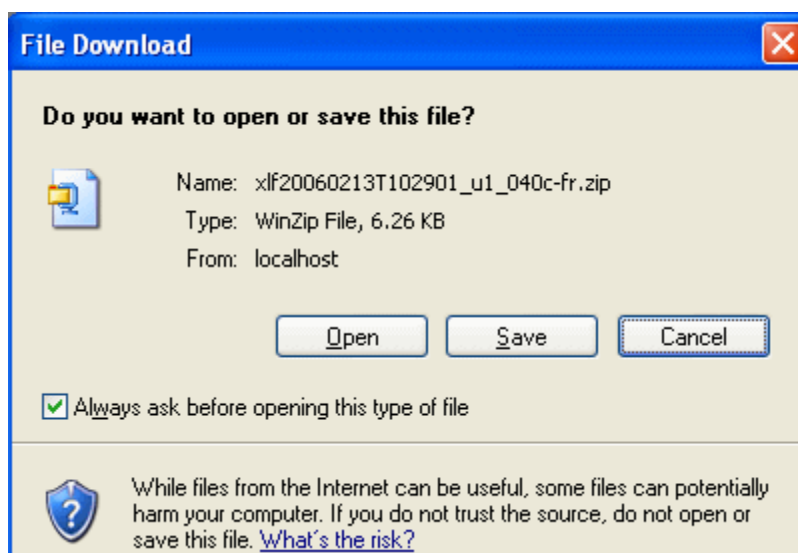 File Download
Do you want to open or save this file?
Name: xlf20060213T102901_u1_040c-fr.zip
Type: WinZip File, 6.26 KB
From: localhost
Open Save Cancel
Always ask before opening this type of file
While files from the Internet can be useful, some files can potentially
harm your computer. If you do not trust the source, do not open or
save this file. What's the risk?